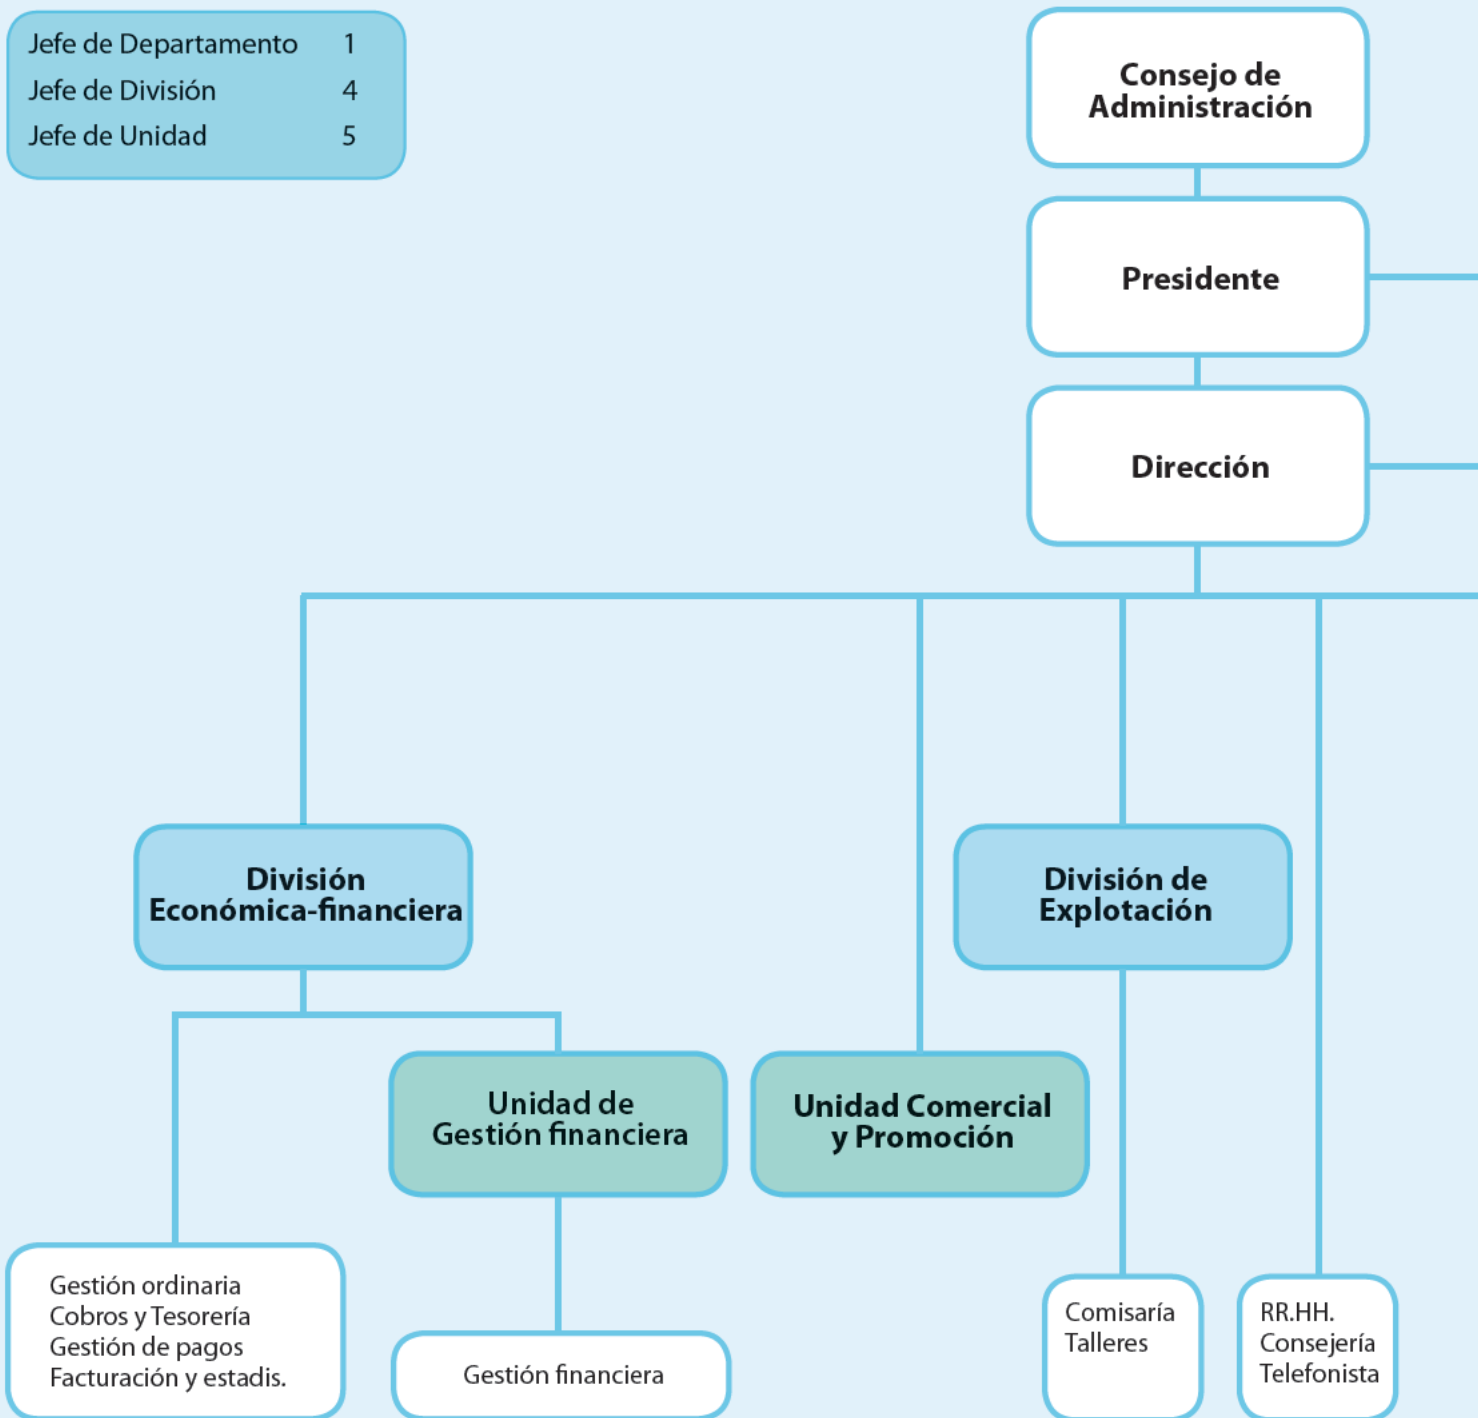 Jefe de Departamento 1
Jefe de División 4
Jefe de Unidad 5
Consejo de
Administración
Presidente
Dirección
División
Económica-financiera
División de
Explotación
Unidad de
Gestión financiera
Unidad Comercial
y Promoción
Gestión ordinaria
Cobros y Tesorería
Gestión de pagos
Facturación y estadis.
Gestión financiera
Comisaría
Talleres
RR.HH.
Consejería
Telefonista